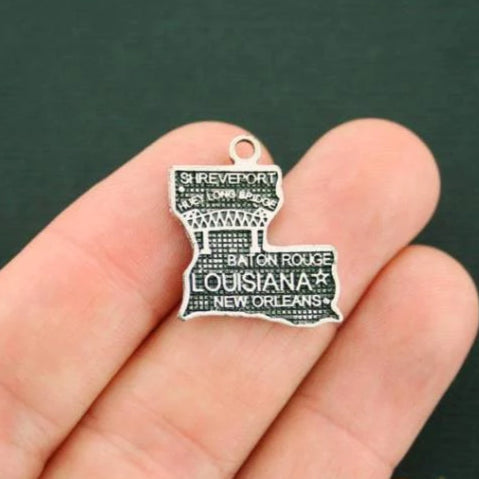 SHREVEPORT
HUEY LONG BRIDGE
BATON ROUGE
LOUISIANA
NEW ORLEANS